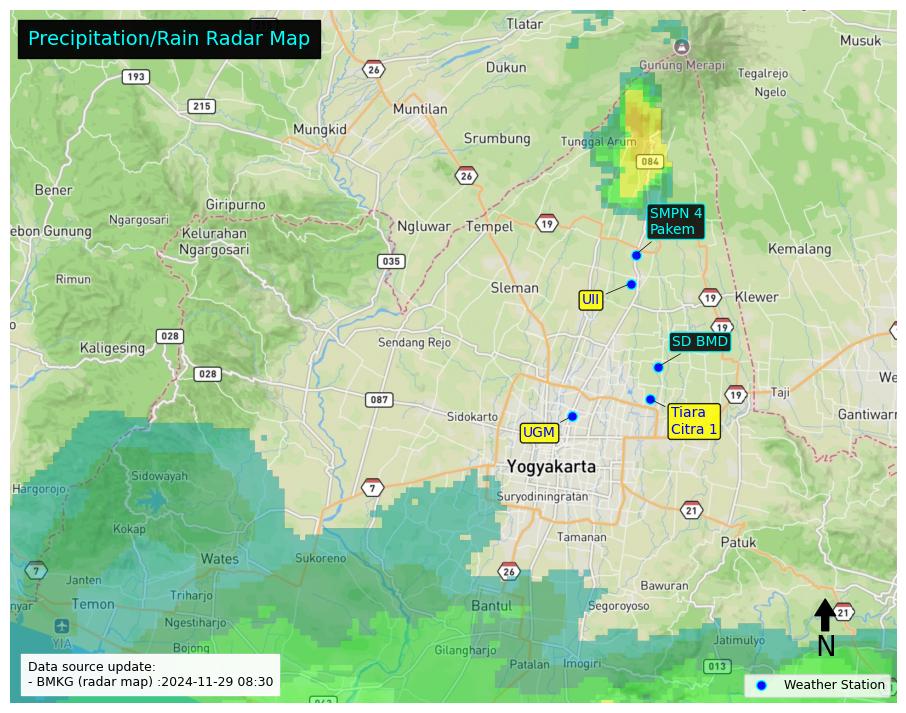 Precipitation/Rain Radar Map
Tlatar
Musuk
26
Gunung Merapi
Dukun
Tegalrejo
193
Ngelo
215
Muntilan
Mungkid
Srumbung
Tunggal Arum
084
26
Bener
Giripurno
SMPN 4
Pakem
Ngargosari
Ngluwar
Tempel
19
ebon Gunung
Kelurahan
Ngargosari
Kemalang
035
Rimun
Sleman
UII
19
Klewer
o
19
028
Kaligesing
Sendang Rejo
SD BMD
028
We
087
19
Taji
Sidokarto
Tiara
Citra 1
Gantiwarn
UGM
Yogyakarta
Sidowayah
Hargorojo
7
Suryodiningratan
21
Kokap
Tamanan
Patuk
Wates
Sukoreno
7
Janten
26
Bawuran
nyar
Temon
Triharjo
Bantul
Segoroyoso
21
Ngestiharjo
YIA
N
Jatimulyo
Bojong
Gilangharjo
Patalan
Imogiri
013
Data source update:
- BMKG (radar map) :2024-11-29 08:30
Weather Station